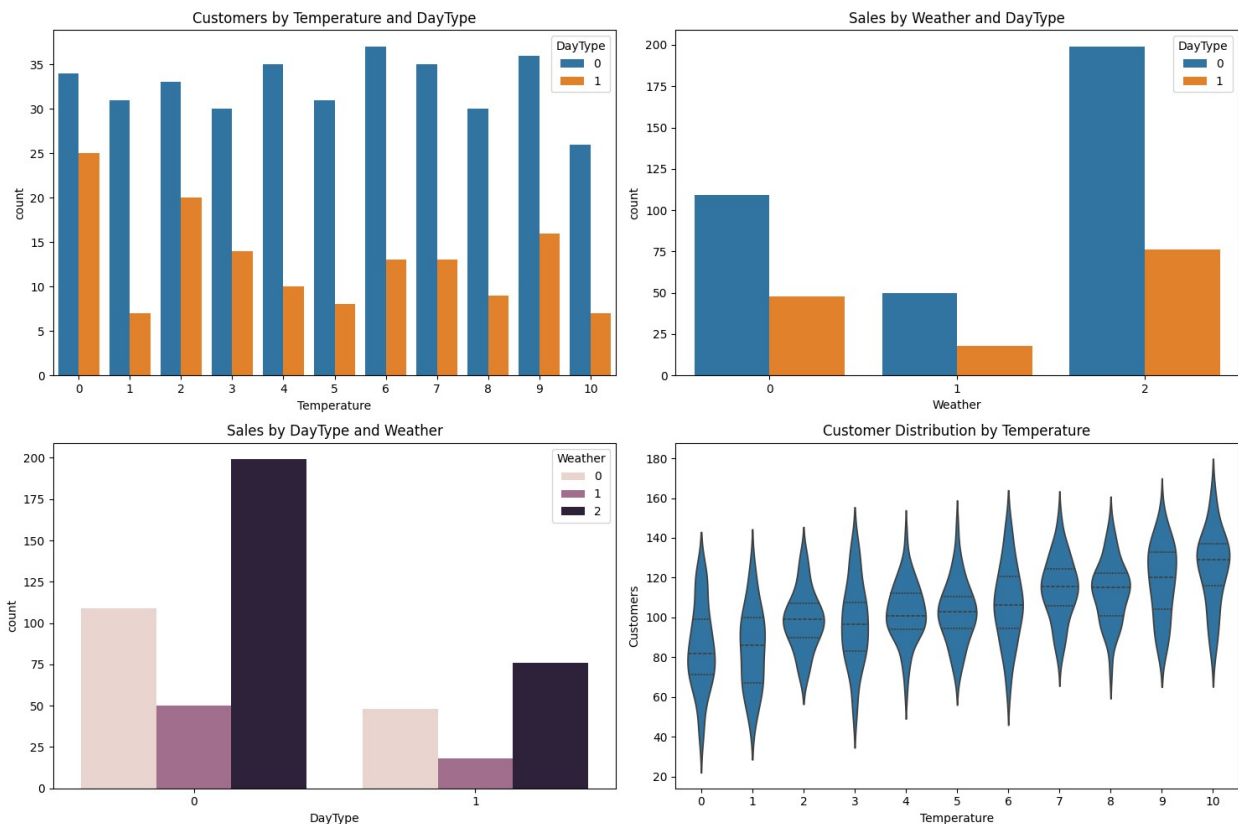 Customers by Temperature and DayType
count
35
30
25
20
15
10
5
0
DayType
0
1
0 1 2 3 4 5 6 7 8 9 10
Temperature
Sales by Weather and DayType
count
200
175
150
125
100
75
50
25
0
DayType
0
1
0 1 2
Weather
Sales by DayType and Weather
count
200
175
150
125
100
75
50
25
0
Weather
0
1
2
0 1
DayType
Customer Distribution by Temperature
Customers
180
160
140
120
100
80
60
40
20
0 1 2 3 4 5 6 7 8 9 10
Temperature